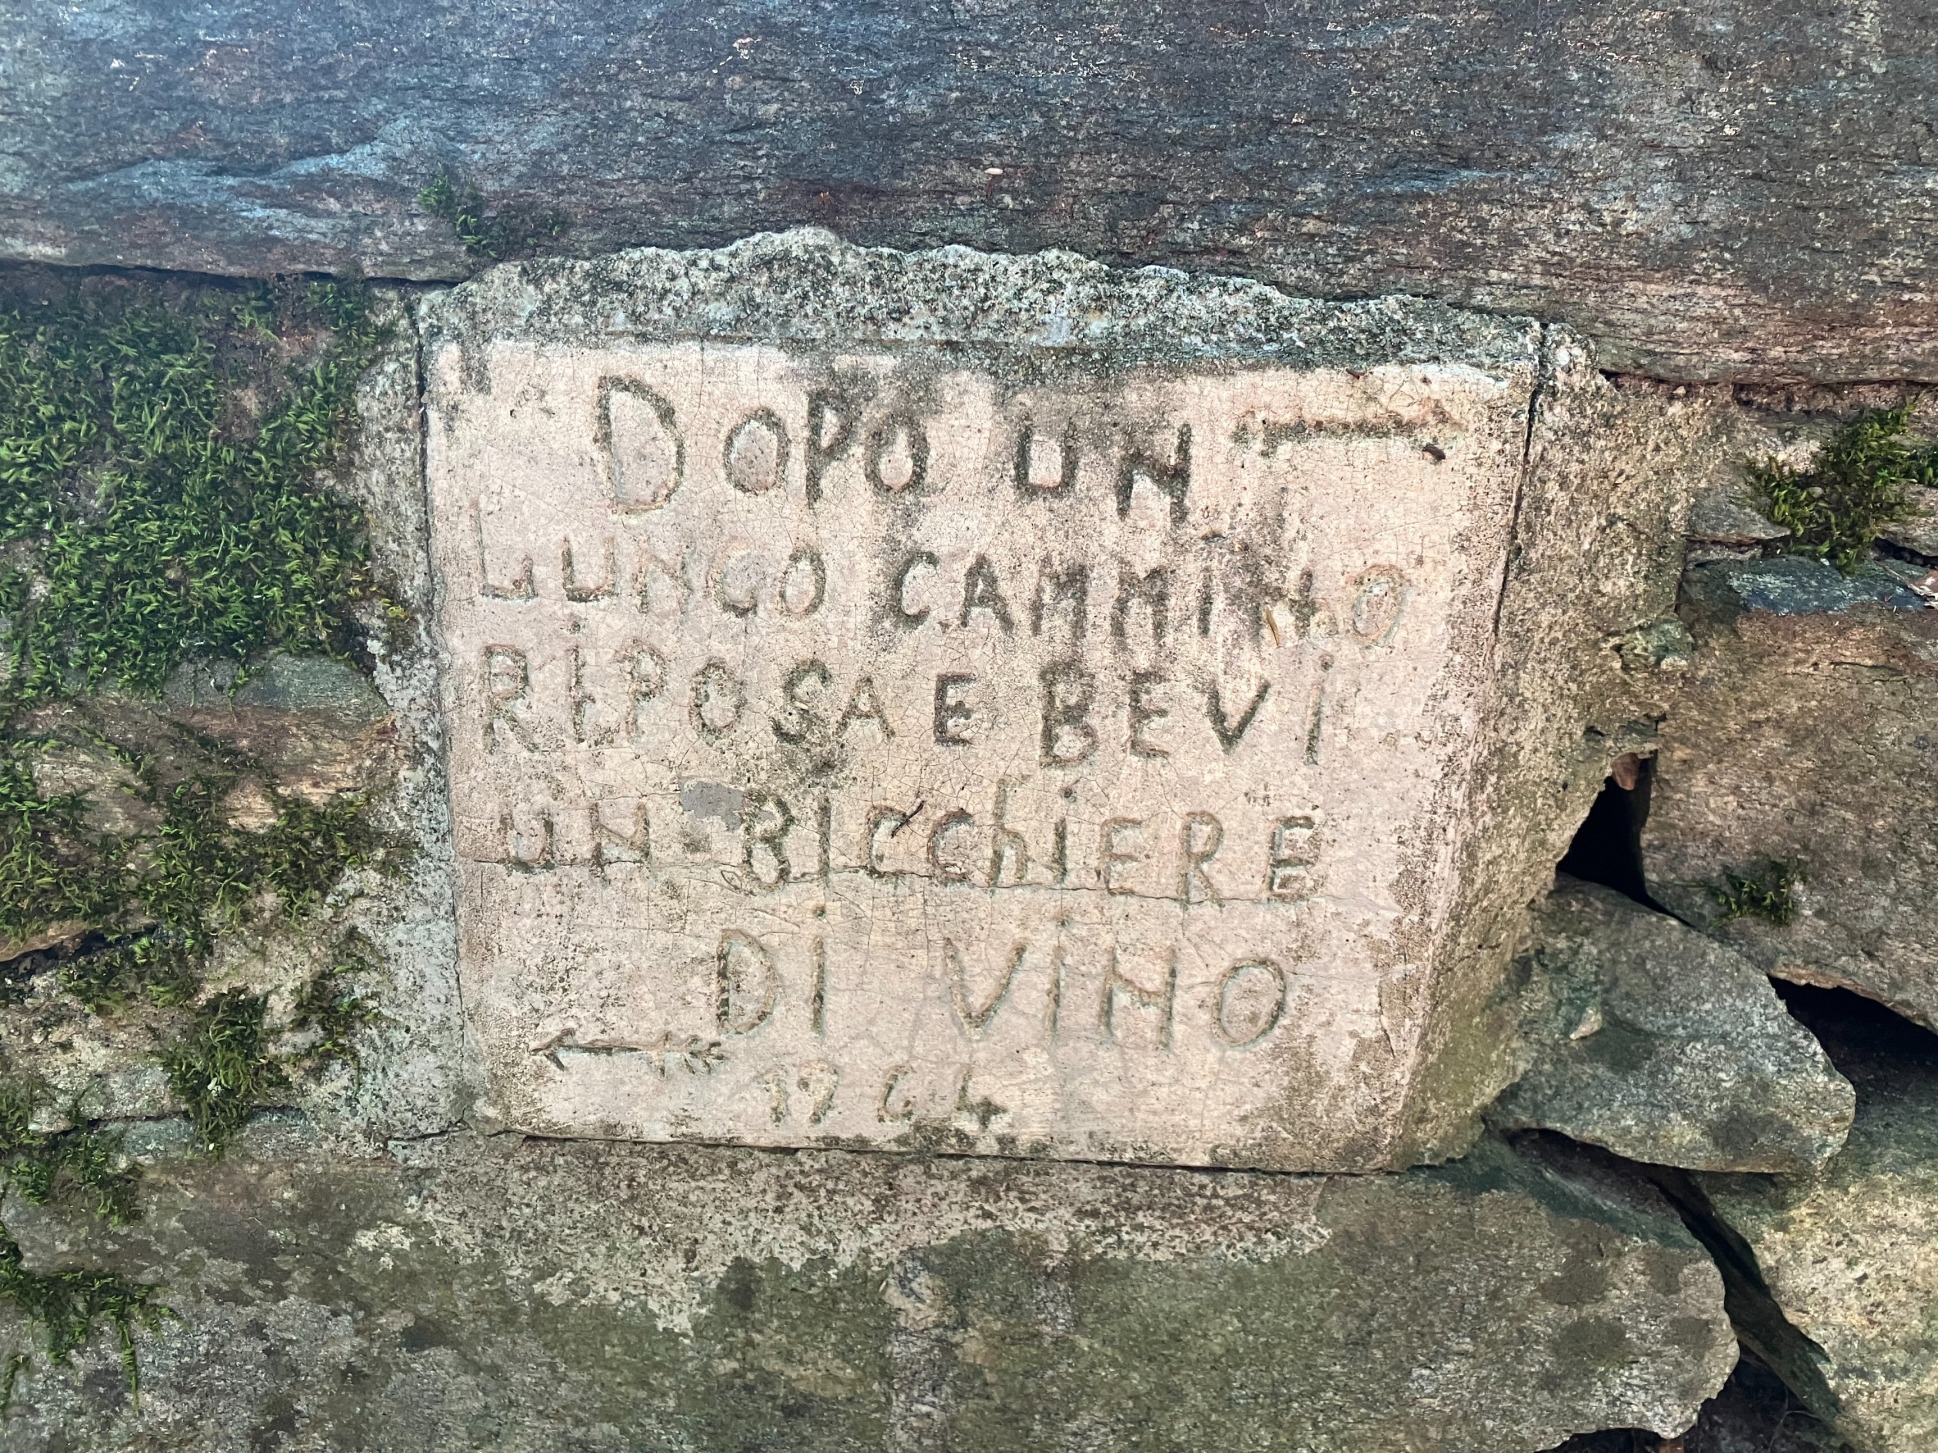 DOPO UN
LUNGO CAMMINO
RIPOSA E BEVI
UN BICChiERE
Di ViNO
1964